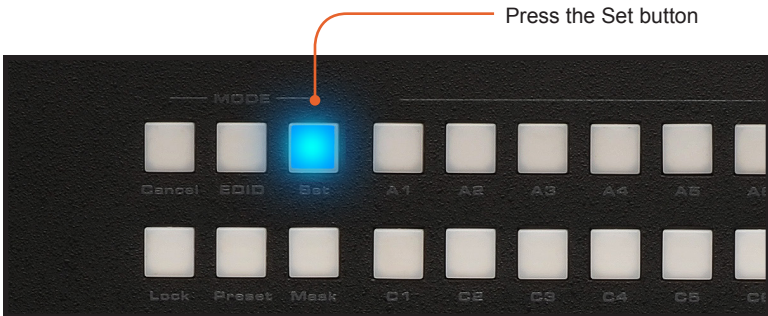 Press the Set button
MODE
Cancel EDID Set A1 A2 A3 A4 A5
Lock Preset Mask C1 C2 C3 C4 C5